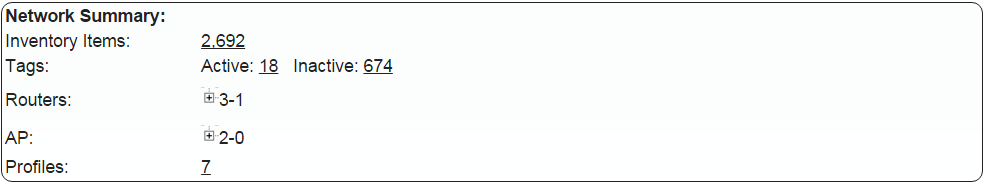 Network Summary:
Inventory Items: 2,692
Tags: Active: 18 Inactive: 674
Routers: 3-1
AP: 2-0
Profiles: 7